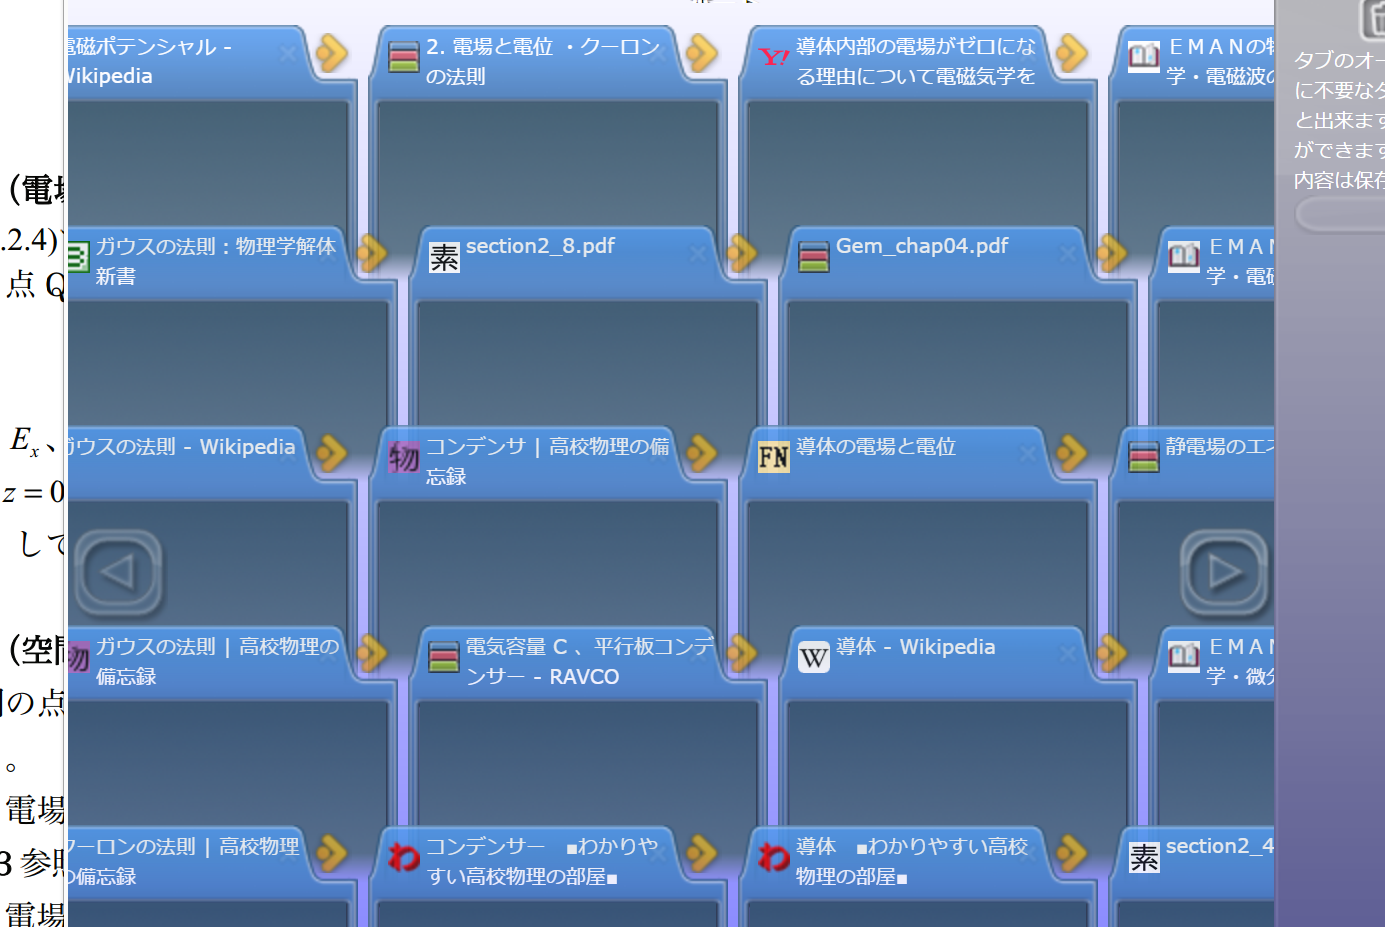 電磁ポテンシャル -
Wikipedia
2. 電場と電位 ・クーロン
の法則
Y!
導体内部の電場がゼロにな
る理由について電磁気学を
ＥＭＡＮの物
学・電磁波の
タブのオー
に不要なタ
と出来ます
ができます
内容は保存
(電場
.2.4)
点 Q
ガウスの法則：物理学解体
新書
素
section2_8.pdf
Gem_chap04.pdf
ＥＭＡＮ
学・電磁
Ex、
z = 0
して
ガウスの法則 - Wikipedia
物
コンデンサ | 高校物理の備
忘録
FN
導体の電場と電位
静電場のエネ
(空間
の点
。
物
ガウスの法則 | 高校物理の
備忘録
電気容量 C 、平行板コンデ
ンサー - RAVCO
W
導体 - Wikipedia
ＥＭＡＮ
学・微分
電場
3 参照
電場
クーロンの法則 | 高校物理
の備忘録
わ
コンデンサー　■わかりや
すい高校物理の部屋■
わ
導体　■わかりやすい高校
物理の部屋■
素
section2_4